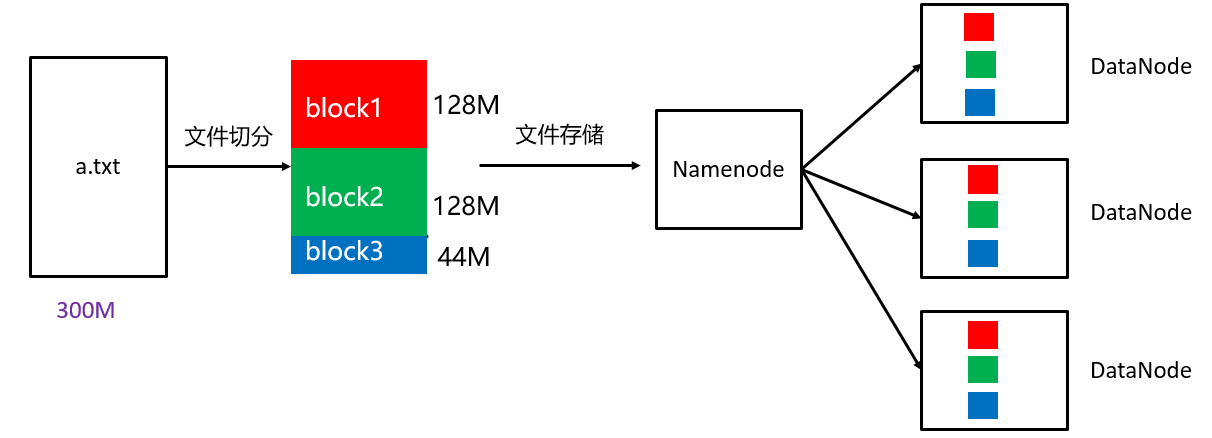 a.txt
300M
文件切分
block1
128M
block2
128M
block3
44M
文件存储
Namenode
DataNode
DataNode
DataNode